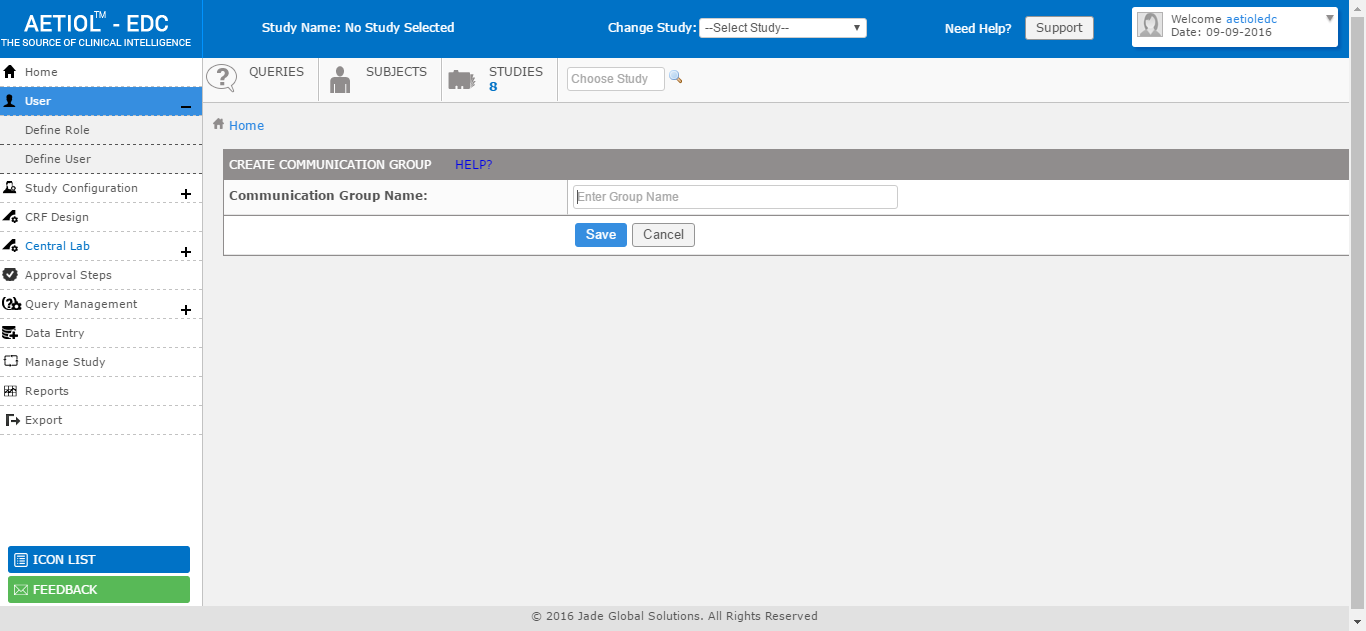 AETIOL™ - EDC
THE SOURCE OF CLINICAL INTELLIGENCE
Study Name: No Study Selected
Change Study: --Select Study--
Need Help? Support
Welcome aetioledc
Date: 09-09-2016
Home
User
Define Role
Define User
Study Configuration
CRF Design
Central Lab
Approval Steps
Query Management
Data Entry
Manage Study
Reports
Export
ICON LIST
FEEDBACK
QUERIES
SUBJECTS
STUDIES
8
Choose Study
Home
CREATE COMMUNICATION GROUP HELP?
Communication Group Name: Enter Group Name
Save Cancel
© 2016 Jade Global Solutions. All Rights Reserved